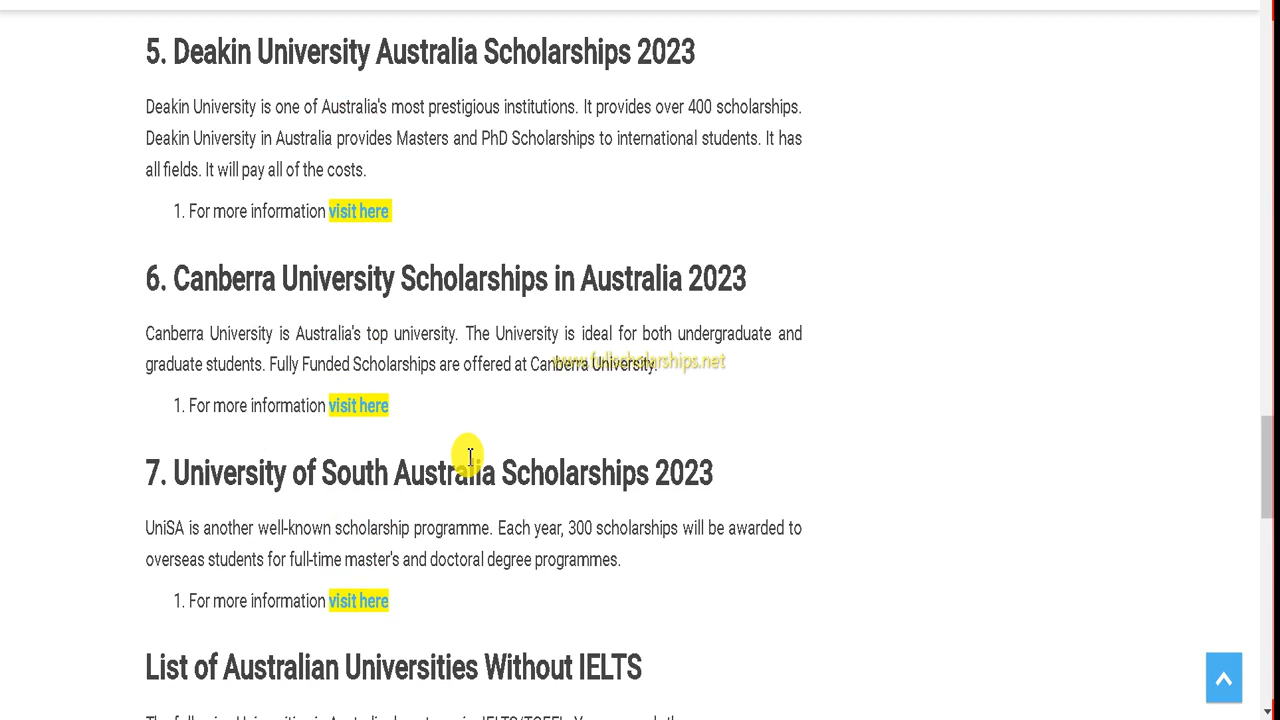 5. Deakin University Australia Scholarships 2023
Deakin University is one of Australia's most prestigious institutions. It provides over 400 scholarships.
Deakin University in Australia provides Masters and PhD Scholarships to international students. It has
all fields. It will pay all of the costs.
1. For more information visit here
6. Canberra University Scholarships in Australia 2023
Canberra University is Australia's top university. The University is ideal for both undergraduate and
graduate students. Fully Funded Scholarships are offered at Canberra University.
www.fullscholarships.net
1. For more information visit here
7. University of South Australia Scholarships 2023
UniSA is another well-known scholarship programme. Each year, 300 scholarships will be awarded to
overseas students for full-time master's and doctoral degree programmes.
1. For more information visit here
List of Australian Universities Without IELTS